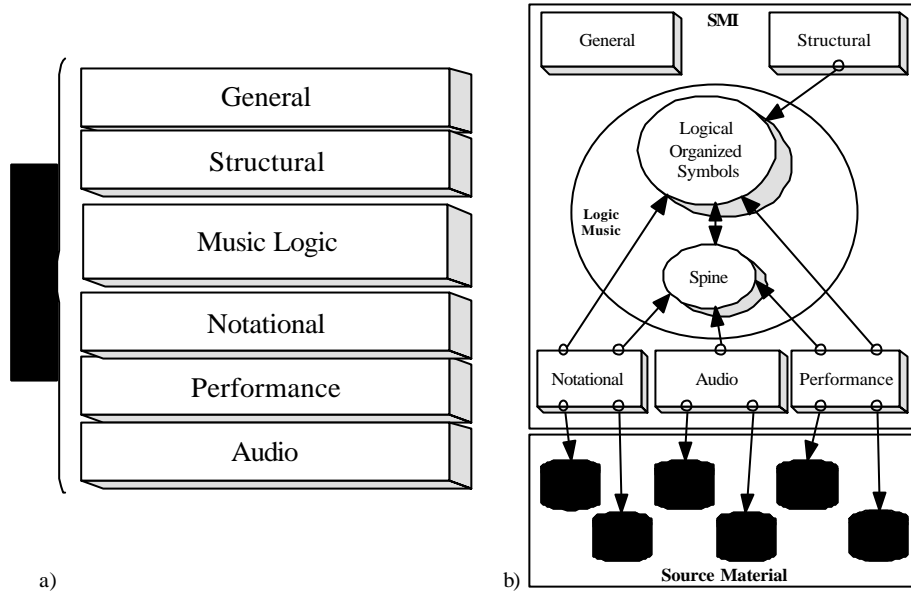 General
Structural
Music Logic
Notational
Performance
Audio
a)
SMI
General
Structural
Logical
Organized
Symbols
Logic
Music
Spine
Notational
Audio
Performance
Source Material
b)